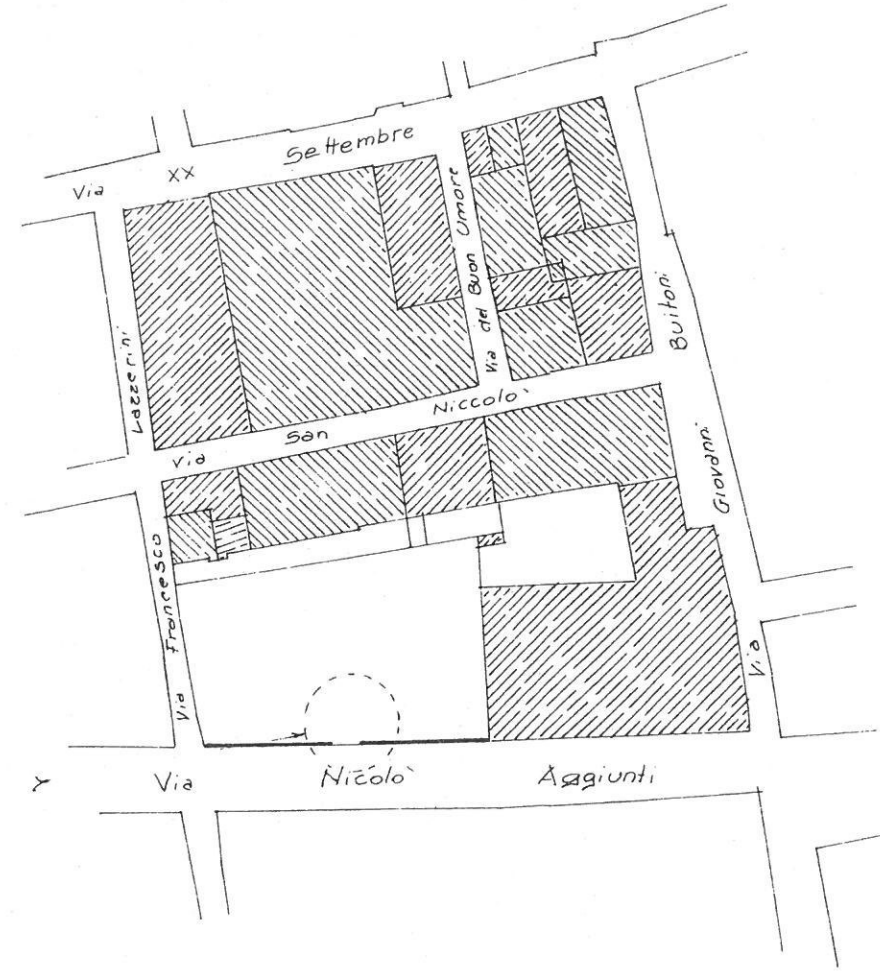 Via XX Settembre
Via del Buon Umore
Via San Niccolò
Via Francesco Lazzerini
Via Giovanni Buitoni
Via Nicolò Aggiunti